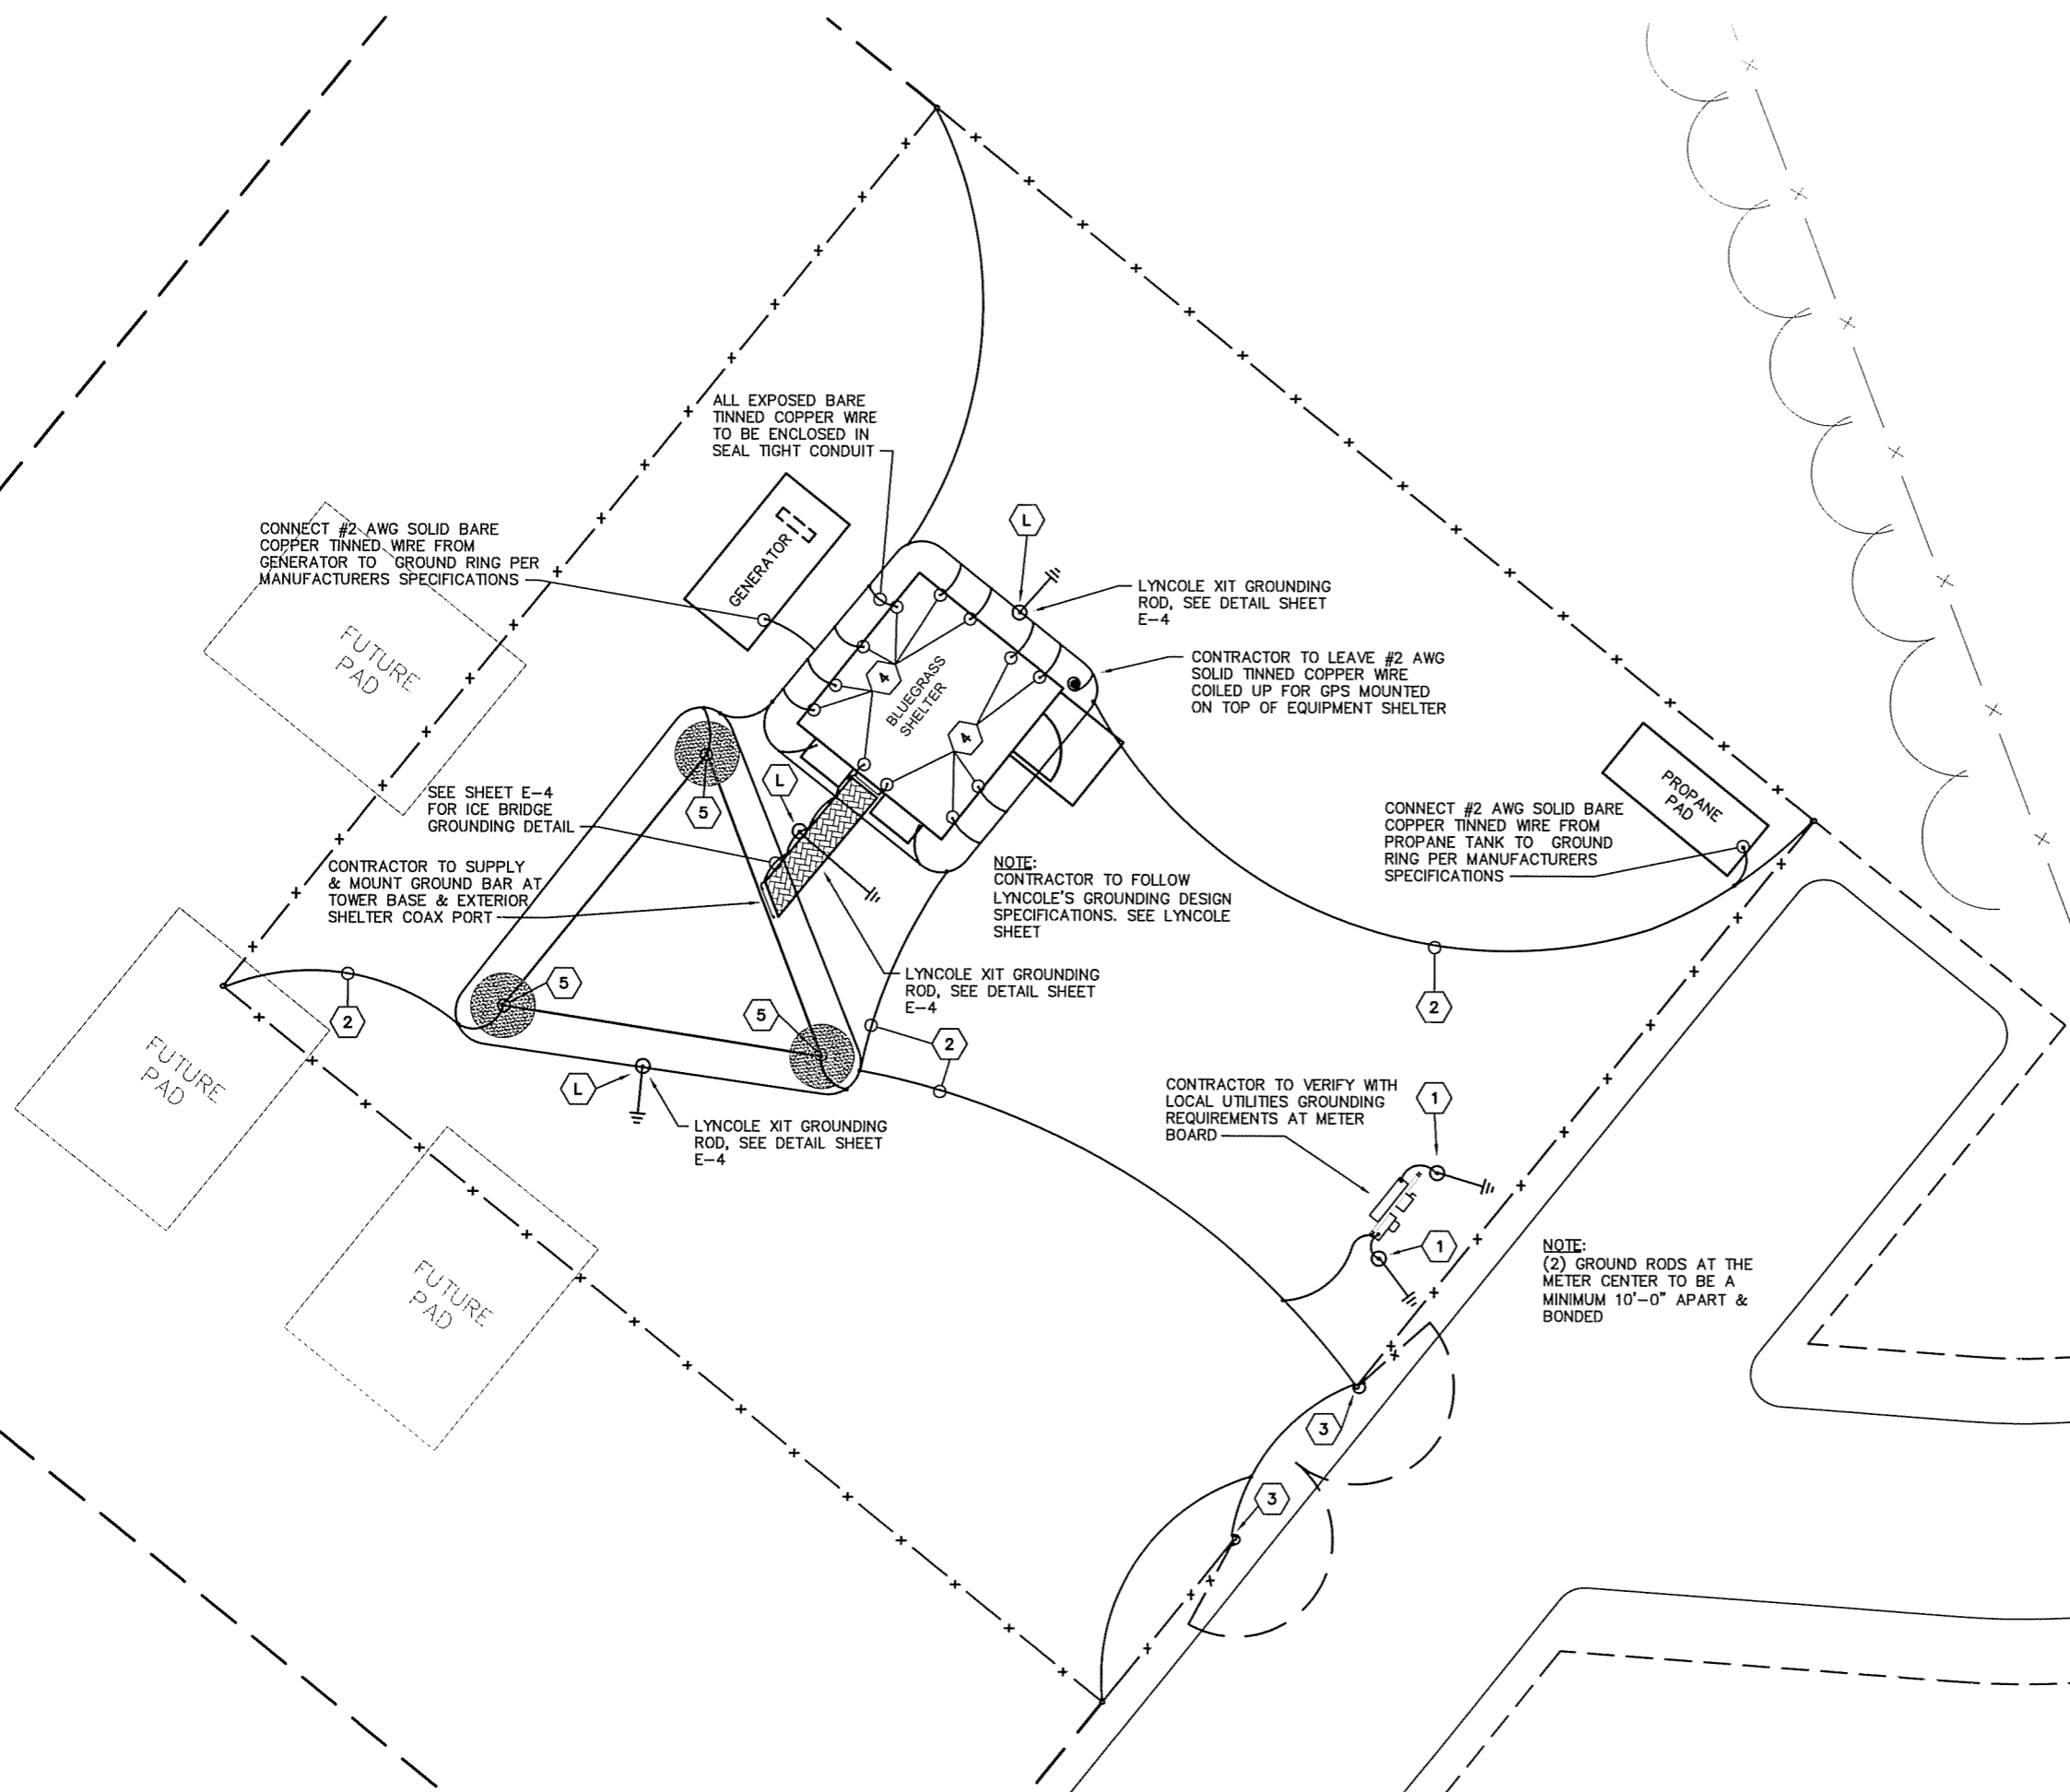 ALL EXPOSED BARE
TINNED COPPER WIRE
TO BE ENCLOSED IN
SEAL TIGHT CONDUIT
CONNECT #2 AWG SOLID BARE
COPPER TINNED WIRE FROM
GENERATOR TO GROUND RING PER
MANUFACTURERS SPECIFICATIONS
GENERATOR
L
LYNCOLE XIT GROUNDING
ROD, SEE DETAIL SHEET
E-4
FUTURE
PAD
4
BLUEGRASS
SHELTER
4
CONTRACTOR TO LEAVE #2 AWG
SOLID TINNED COPPER WIRE
COILED UP FOR GPS MOUNTED
ON TOP OF EQUIPMENT SHELTER
L
5
SEE SHEET E-4
FOR ICE BRIDGE
GROUNDING DETAIL
PROPANE
PAD
CONNECT #2 AWG SOLID BARE
COPPER TINNED WIRE FROM
PROPANE TANK TO GROUND
RING PER MANUFACTURERS
SPECIFICATIONS
CONTRACTOR TO SUPPLY
& MOUNT GROUND BAR AT
TOWER BASE & EXTERIOR
SHELTER COAX PORT
NOTE:
CONTRACTOR TO FOLLOW
LYNCOLE'S GROUNDING DESIGN
SPECIFICATIONS. SEE LYNCOLE
SHEET
LYNCOLE XIT GROUNDING
ROD, SEE DETAIL SHEET
E-4
5
5
2
2
2
FUTURE
PAD
L
LYNCOLE XIT GROUNDING
ROD, SEE DETAIL SHEET
E-4
CONTRACTOR TO VERIFY WITH
LOCAL UTILITIES GROUNDING
REQUIREMENTS AT METER
BOARD
1
1
NOTE:
(2) GROUND RODS AT THE
METER CENTER TO BE A
MINIMUM 10'-0" APART &
BONDED
FUTURE
PAD
3
3